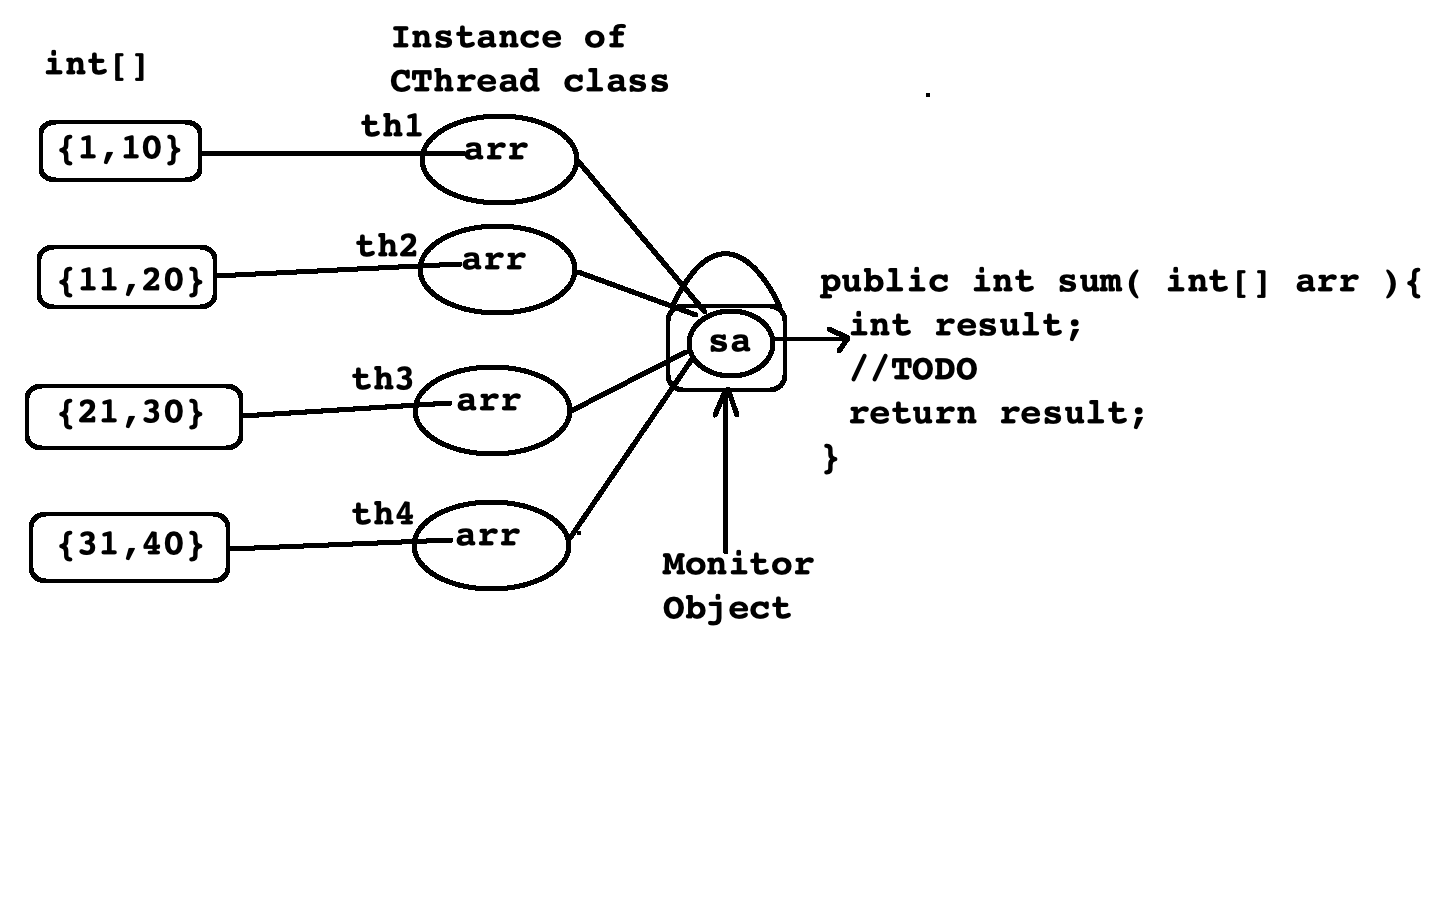 int[]
Instance of
CThread class
{1,10}
th1
arr
{11,20}
th2
arr
{21,30}
th3
arr
{31,40}
th4
arr
sa
Monitor
Object
public int sum( int[] arr ){
int result;
//TODO
return result;
}